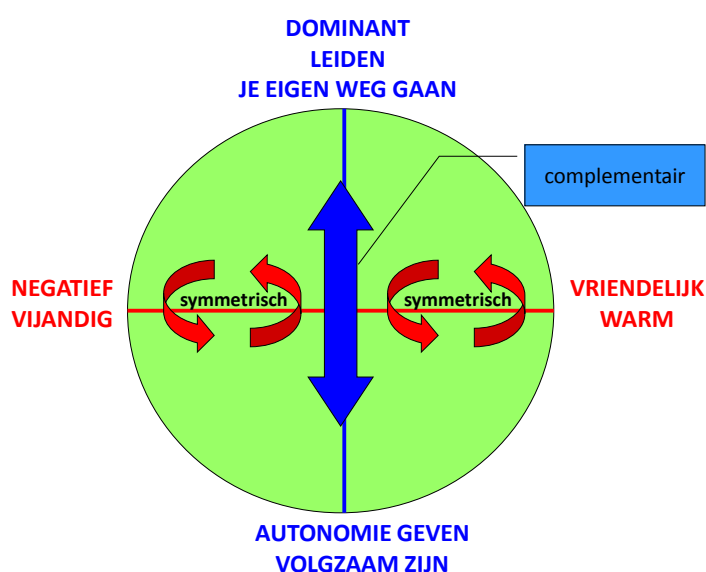 DOMINANT
LEIDEN
JE EIGEN WEG GAAN
complementair
NEGATIEF
VIJANDIG
symmetrisch
symmetrisch
VRIENDELIJK
WARM
AUTONOMIE GEVEN
VOLGZAAM ZIJN